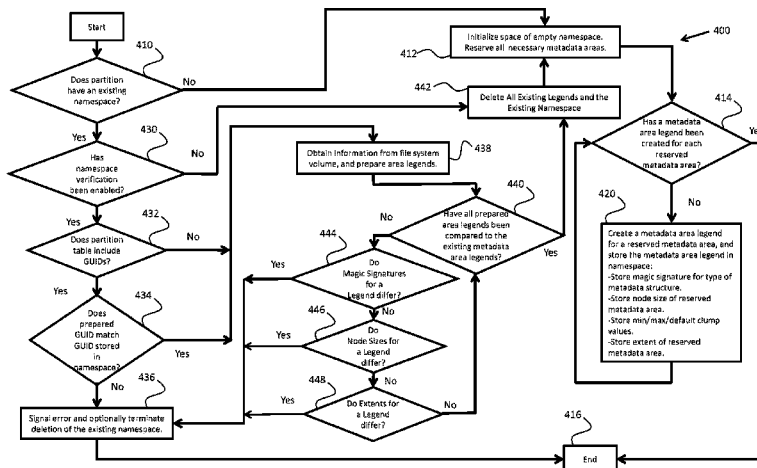 Start
410
Does partition
have an existing
namespace?
No
Yes
430
Has
namespace
verification
been enabled?
No
Yes
432
Does partition
table include
GUIDs?
No
Yes
434
Does
prepared
GUID match
GUID stored
in
namespace?
Yes
No
436
Signal error and optionally terminate
deletion of the existing namespace.
412
Initialize space of empty namespace.
Reserve all necessary metadata areas.
400
442
Delete All Existing Legends and the
Existing Namespace
438
Obtain information from file system
volume, and prepare area legends.
440
Have all prepared
area legends been
compared to the
existing metadata
area legends?
No
Yes
444
Do
Magic Signatures
for a
Legend differ?
Yes
No
446
Do
Node Sizes for
a Legend
differ?
Yes
No
448
Do Extents for
a Legend
differ?
Yes
No
414
Has a metadata
area legend been
created for each
reserved
metadata area?
Ye
No
420
Create a metadata area legend
for a reserved metadata area, and
store the metadata area legend in
namespace:
-Store magic signature for type of
metadata structure.
-Store node size of reserved
metadata area.
-Store min/max/default clump
values.
-Store extent of reserved
metadata area.
416
End